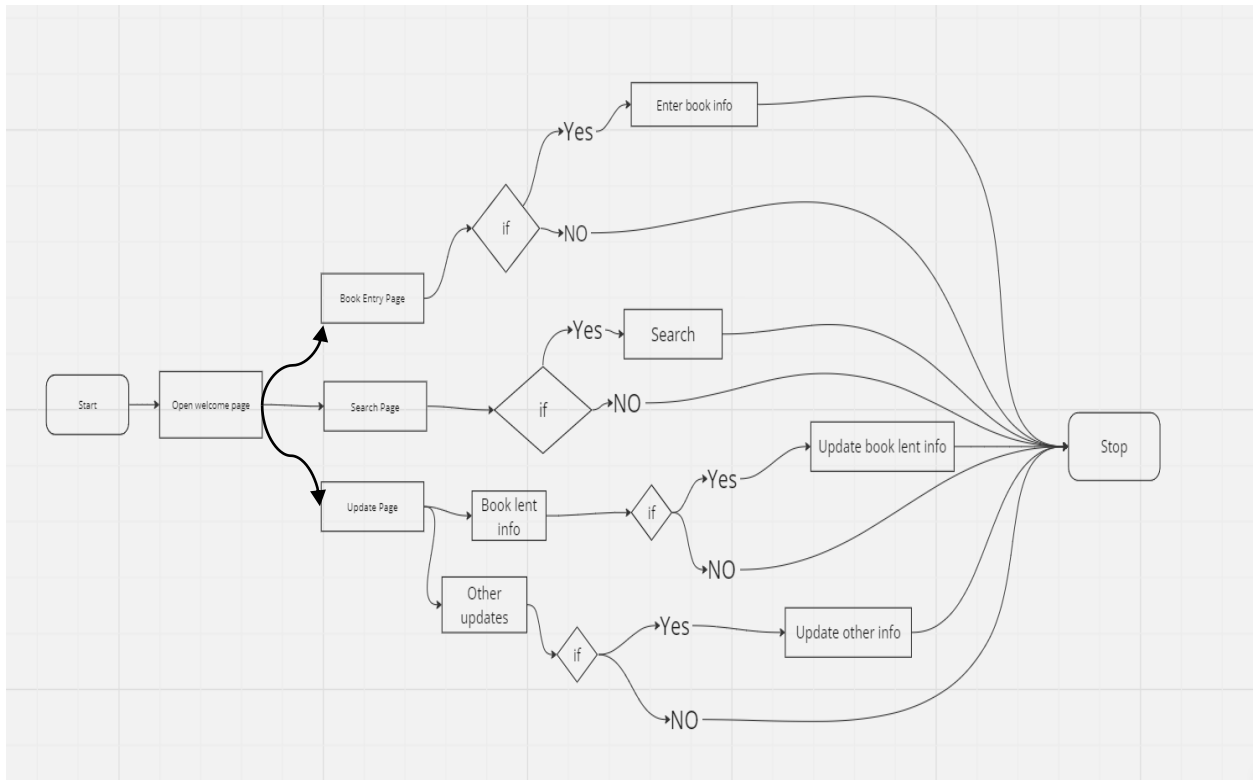 Start
Open welcome page
Book Entry Page
if
Yes
Enter book info
NO
Search Page
if
Yes
Search
NO
Update Page
Book lent
info
if
Yes
Update book lent info
NO
Other
updates
if
Yes
Update other info
NO
Stop